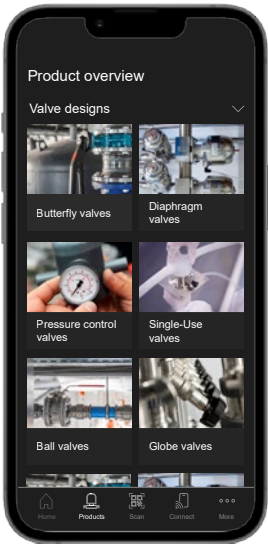 Product overview
Valve designs
Butterfly valves
Diaphragm
valves
Pressure control
valves
Single-Use
valves
Ball valves
Globe valves
Home
Products
Scan
Connect
More